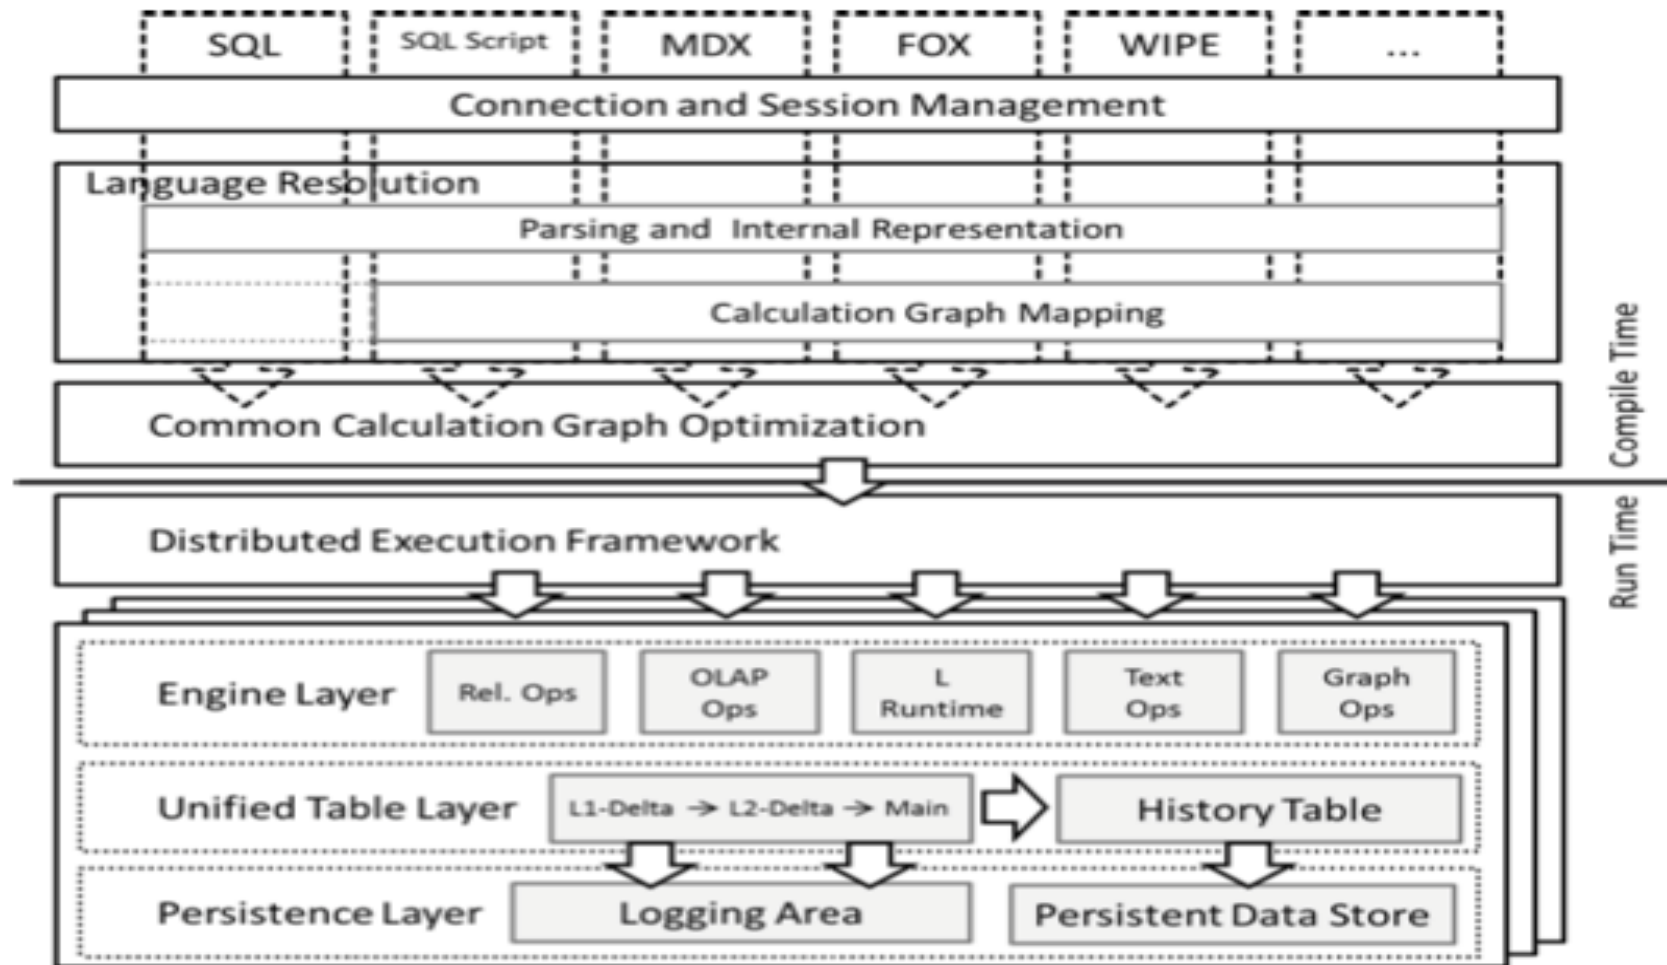 SQL
SQL Script
MDX
FOX
WIPE
...
Connection and Session Management
Language Resolution
Parsing and Internal Representation
Calculation Graph Mapping
Common Calculation Graph Optimization
Compile Time
Run Time
Distributed Execution Framework
Engine Layer
Rel. Ops
OLAP
Ops
L
Runtime
Text
Ops
Graph
Ops
Unified Table Layer
L1-Delta → L2-Delta → Main
History Table
Persistence Layer
Logging Area
Persistent Data Store